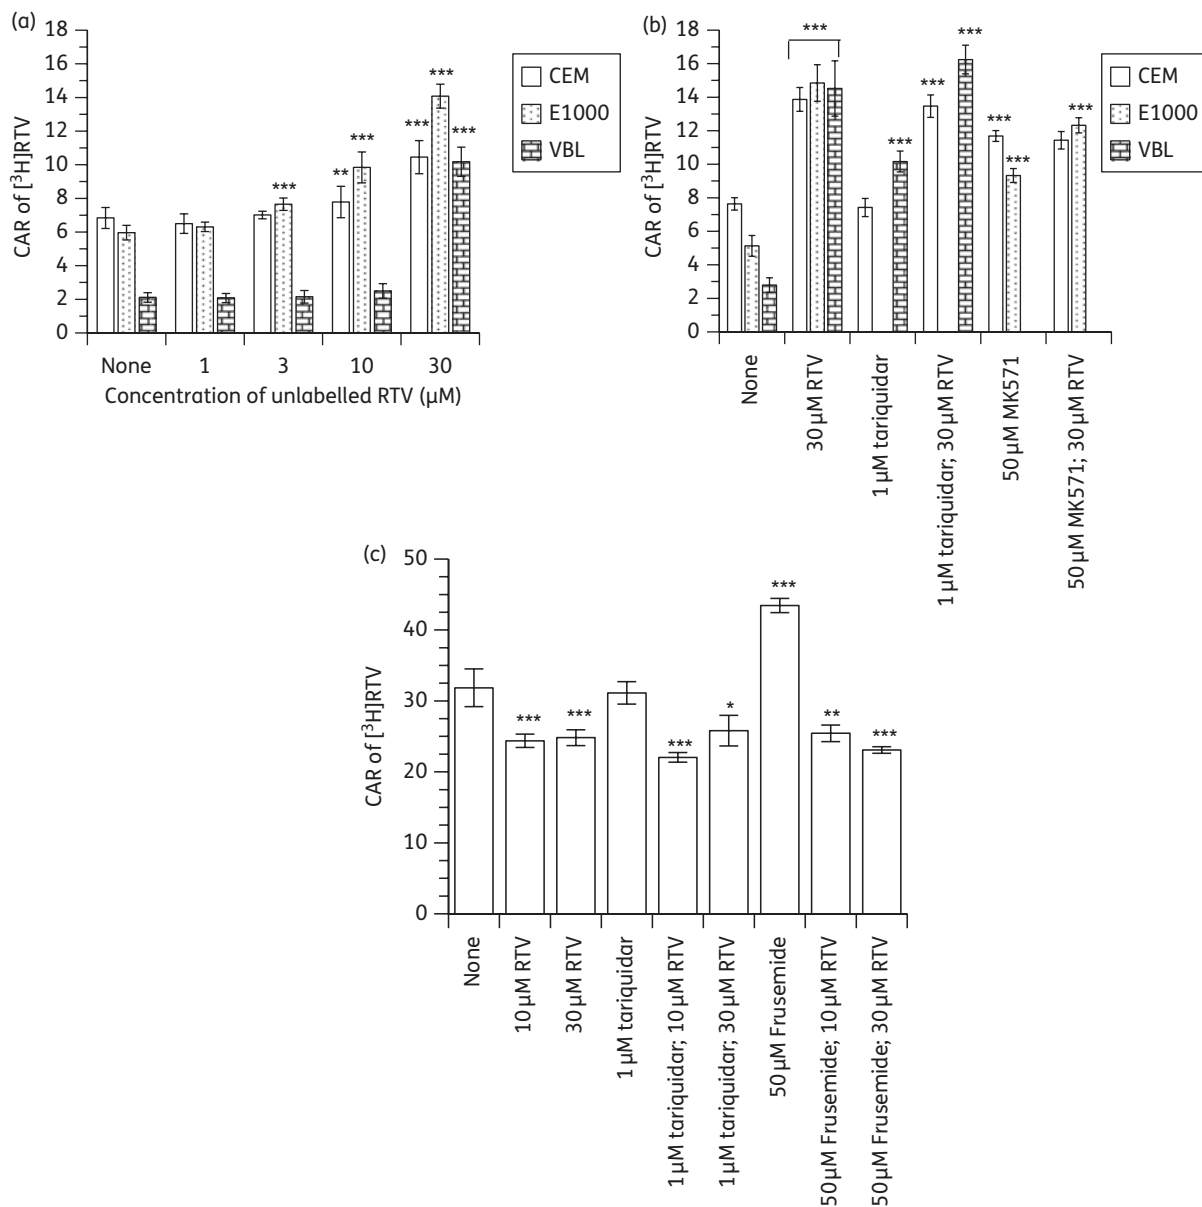 (a)
18
16
14
12
10
8
6
4
2
0
CAR of [³H]RTV
***
***
***
***
**
***
CEM
E1000
VBL
None 1 3 10 30
Concentration of unlabelled RTV (µM)
(b)
18
16
14
12
10
8
6
4
2
0
CAR of [³H]RTV
***
***
***
***
***
***
***
CEM
E1000
VBL
None
30 µM RTV
1 µM tariquidar
1 µM tariquidar; 30 µM RTV
50 µM MK571
50 µM MK571; 30 µM RTV
(c)
50
40
30
20
10
0
CAR of [³H]RTV
***
***
***
*
***
**
***
None
10 µM RTV
30 µM RTV
1 µM tariquidar
1 µM tariquidar; 10 µM RTV
1 µM tariquidar; 30 µM RTV
50 µM Frusemide
50 µM Frusemide; 10 µM RTV
50 µM Frusemide; 30 µM RTV